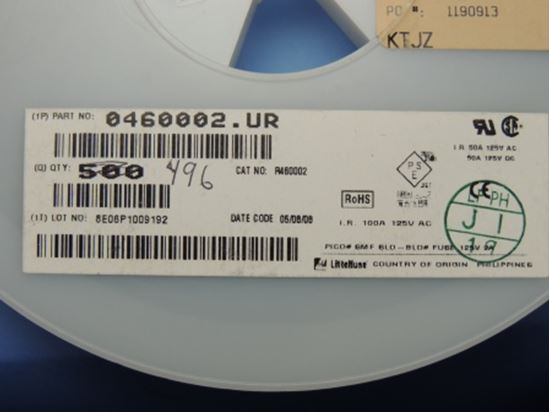 PO #: 1190913
KTJZ
(1P) PART NO: 0460002.UR
I.R. 50A 125V AC
50A 125V DC
(Q) QTY: 500 496 CAT NO: R460002
PS
E
RoHS
CE
LF PH
J I
(1T) LOT NO: 8E06P1009192 DATE CODE 05/08/08
I.R. 100A 125V AC
PICO® SMF SLO-BLO® FUSE 125V 2A
Littelfuse COUNTRY OF ORIGIN PHILIPPINES